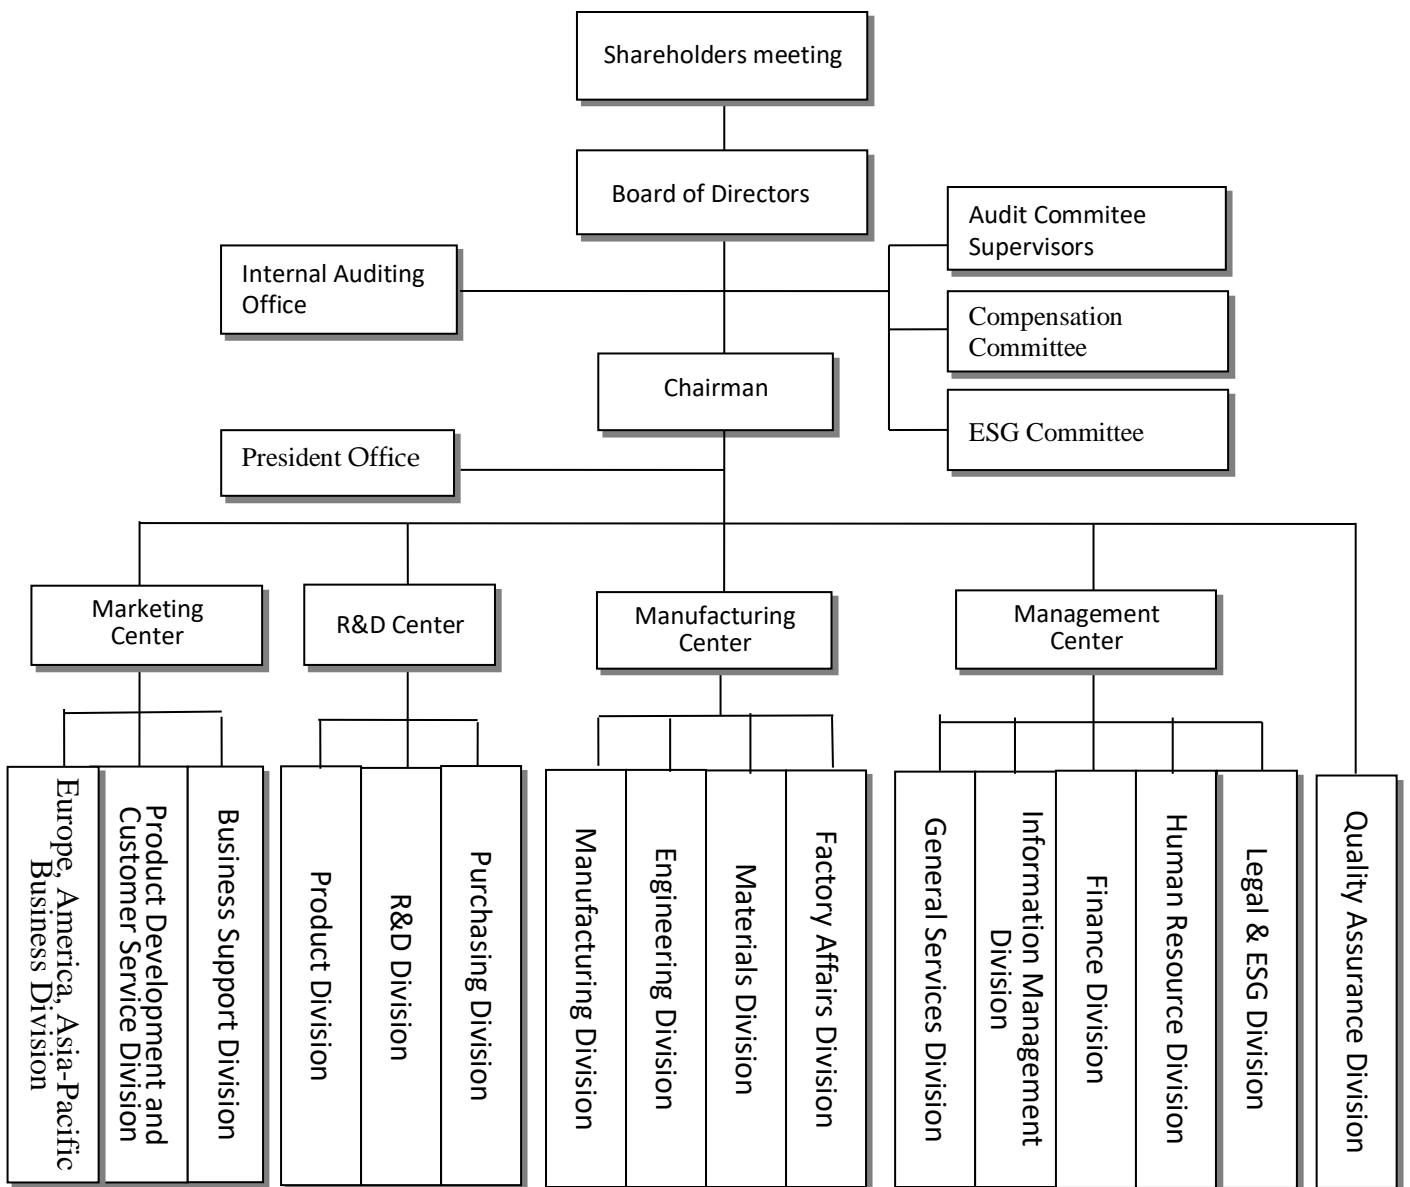 Shareholders meeting
Board of Directors
Audit Commitee
Supervisors
Internal Auditing
Office
Compensation
Committee
Chairman
ESG Committee
President Office
Marketing
Center
R&D Center
Manufacturing
Center
Management
Center
Europe, America, Asia-Pacific
Business Division
Product Development and
Customer Service Division
Business Support Division
Product Division
R&D Division
Purchasing Division
Manufacturing Division
Engineering Division
Materials Division
Factory Affairs Division
General Services Division
Information Management
Division
Finance Division
Human Resource Division
Legal & ESG Division
Quality Assurance Division